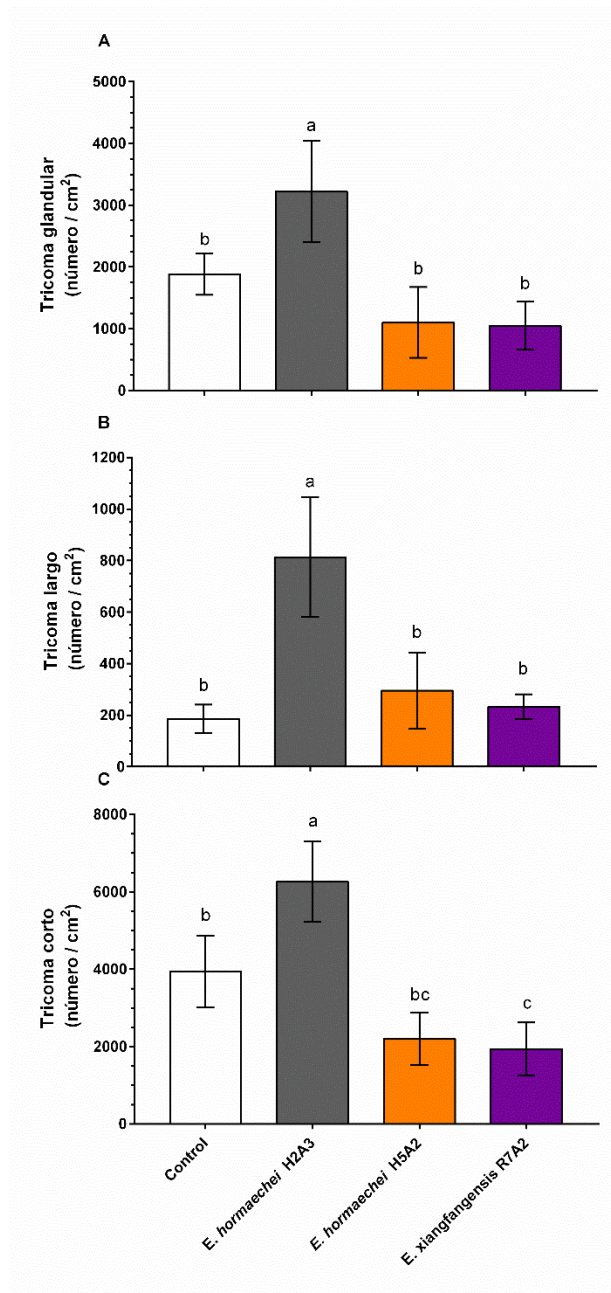 A
Tricoma glandular
(número / cm²)
5000
4000
3000
2000
1000
0
b
a
b
b
B
Tricoma largo
(número / cm²)
1200
1000
800
600
400
200
0
b
a
b
b
C
Tricoma corto
(número / cm²)
8000
6000
4000
2000
0
b
a
bc
c
Control
E. hormaechei H2A3
E. hormaechei H5A2
E. xiangfangensis R7A2